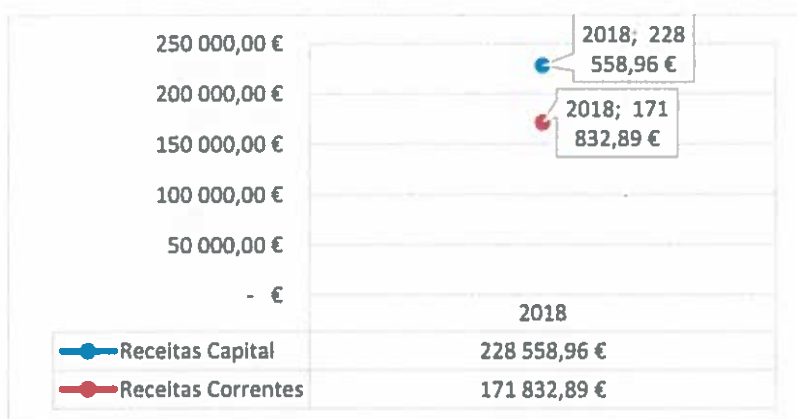 250 000,00 €
2018; 228
558,96 €
200 000,00 €
2018; 171
832,89 €
150 000,00 €
100 000,00 €
50 000,00 €
- €
2018
Receitas Capital 228 558,96 €
Receitas Correntes 171 832,89 €